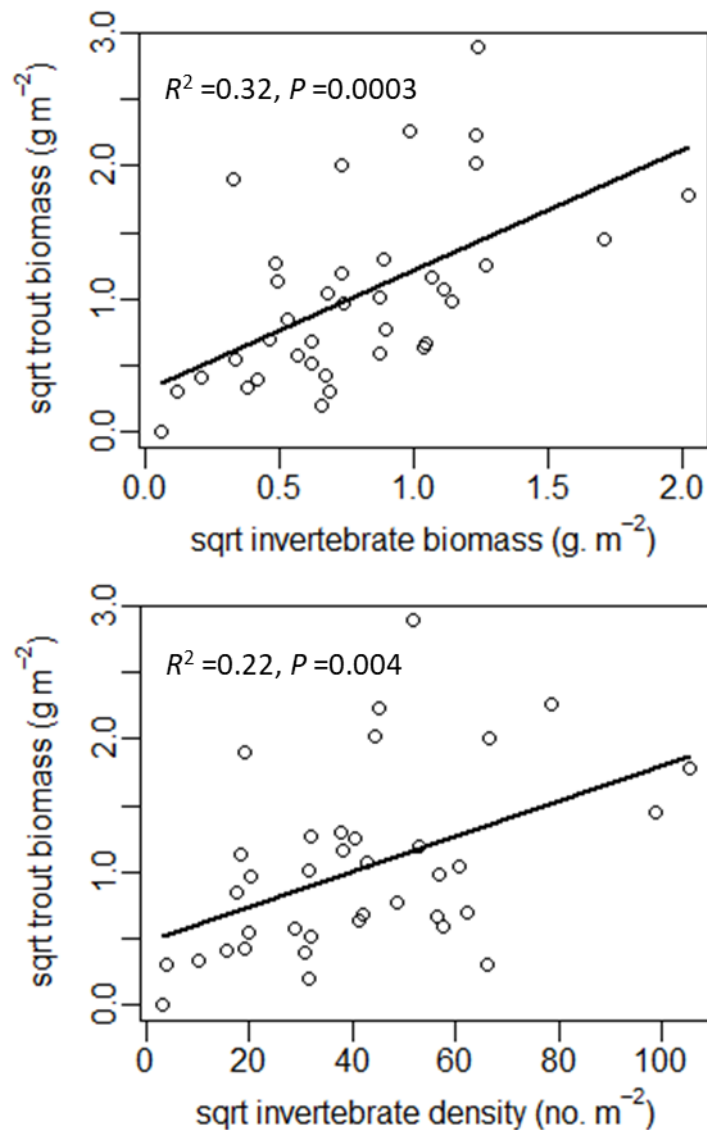 3.0
R² =0.32, P =0.0003
2.0
1.0
0.0
sqrt trout biomass (g m⁻²)
0.0 0.5 1.0 1.5 2.0
sqrt invertebrate biomass (g. m⁻²)
3.0
R² =0.22, P =0.004
2.0
1.0
0.0
sqrt trout biomass (g m⁻²)
0 20 40 60 80 100
sqrt invertebrate density (no. m⁻²)